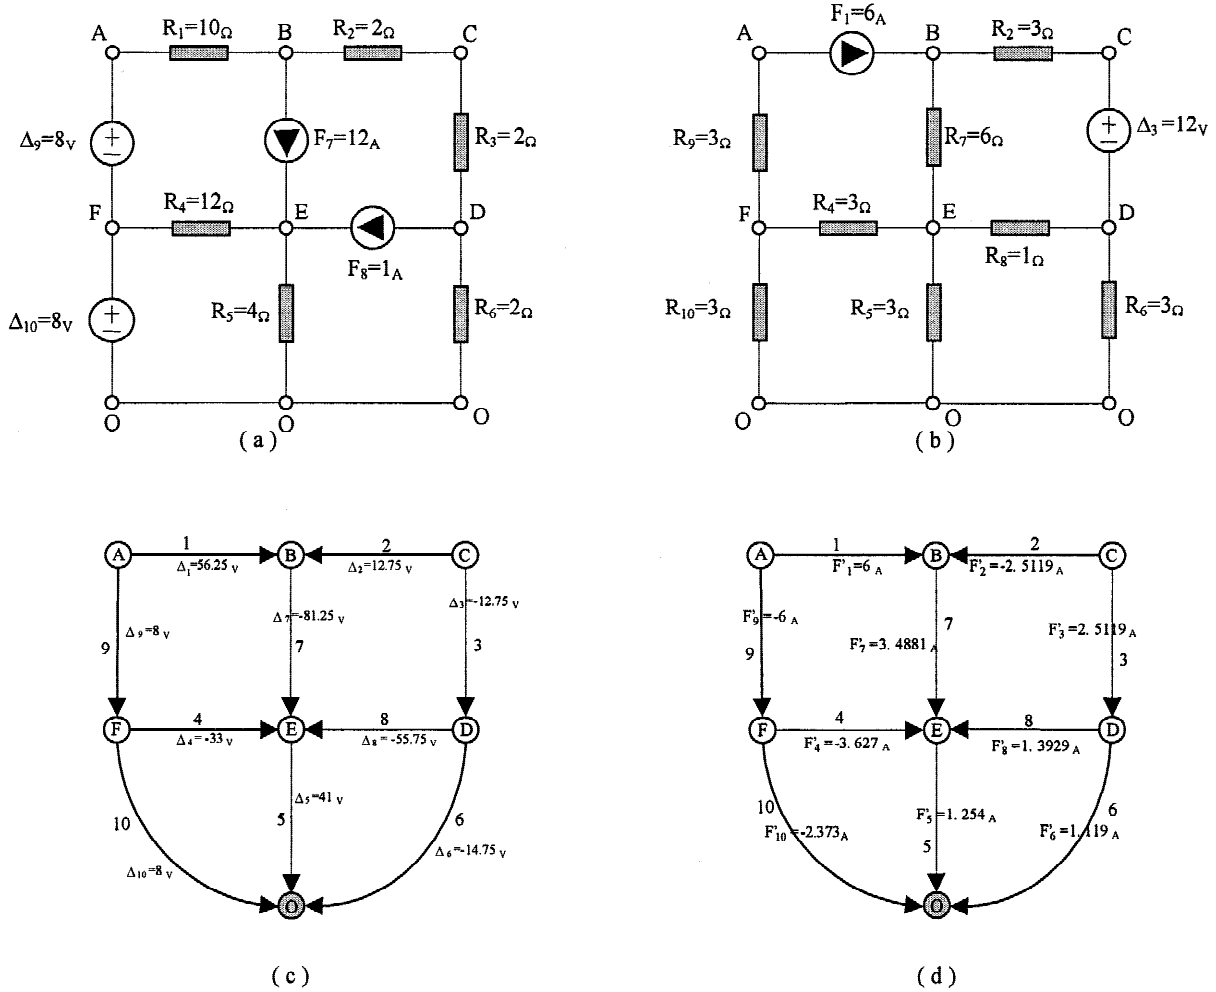 A R₁=10Ω B R₂=2Ω C
Δ₉=8V F₇=12A R₃=2Ω
F R₄=12Ω E D
F₈=1A
Δ₁₀=8V R₅=4Ω R₆=2Ω
O O O
( a )
F₁=6A
A B R₂=3Ω C
R₉=3Ω R₇=6Ω Δ₃=12V
F R₄=3Ω E D
R₈=1Ω
R₁₀=3Ω R₅=3Ω R₆=3Ω
O O O
( b )
A 1 B 2 C
Δ₁=56.25 V Δ₂=12.75 V
Δ₃=-12.75 V
Δ₇=-81.25 V
Δ₉=8V
9 7 3
F 4 E 8 D
Δ₄= -33 V Δ₈= -55.75 V
Δ₅=41 V
10 5 6
Δ₁₀=8 V Δ₆=-14.75 V
O
( c )
A 1 B 2 C
F'₁=6 A F'₂=-2.5119 A
F'₉=-6 A 7 F'₃=2.5119 A
9 F'₇=3.4881 A 3
F 4 E 8 D
F'₄=-3.627 A F'₈=1.3929 A
10 F'₅=1.254 A 6
F'₁₀=-2.373A 5 F'₆=1.119 A
O
( d )